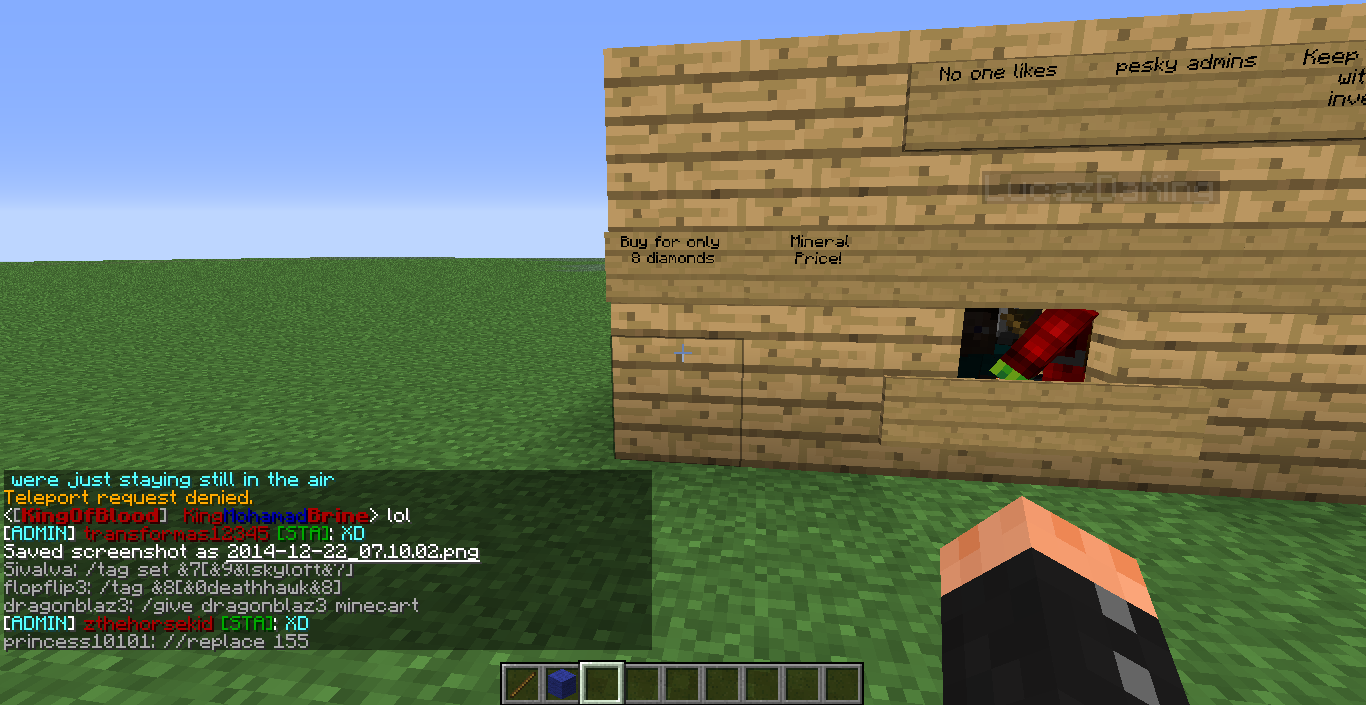 No one likes
pesky admins
Keep
wit
inve
LucazDaKing
Buy for only
8 diamonds
Mineral
Price!
were just staying still in the air
Teleport request denied.
<[KingOfBlood] KingMohamadBrine> lol
[ADMIN] transformas12345 [STA]: XD
Saved screenshot as 2014-12-22_07.10.02.png
Sivalva: /tag set &7[&9&lskyloft&7]
flopflip3: /tag &8[&0deathhawk&8]
dragonblaz3: /give dragonblaz3 minecart
[ADMIN] zthehorsekid [STA]: XD
princess10101: //replace 155